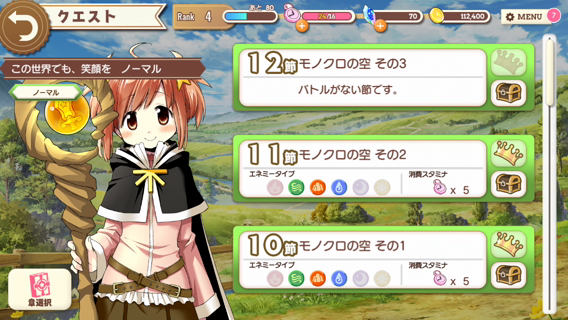 クエスト
Rank 4
あと 80
24/16
70
112,400
MENU
?
この世界でも、笑顔を ノーマル
ノーマル
12節 モノクロの空 その3
バトルがない節です。
11節 モノクロの空 その2
エネミータイプ
消費スタミナ
x 5
10節 モノクロの空 その1
エネミータイプ
消費スタミナ
x 5
章選択